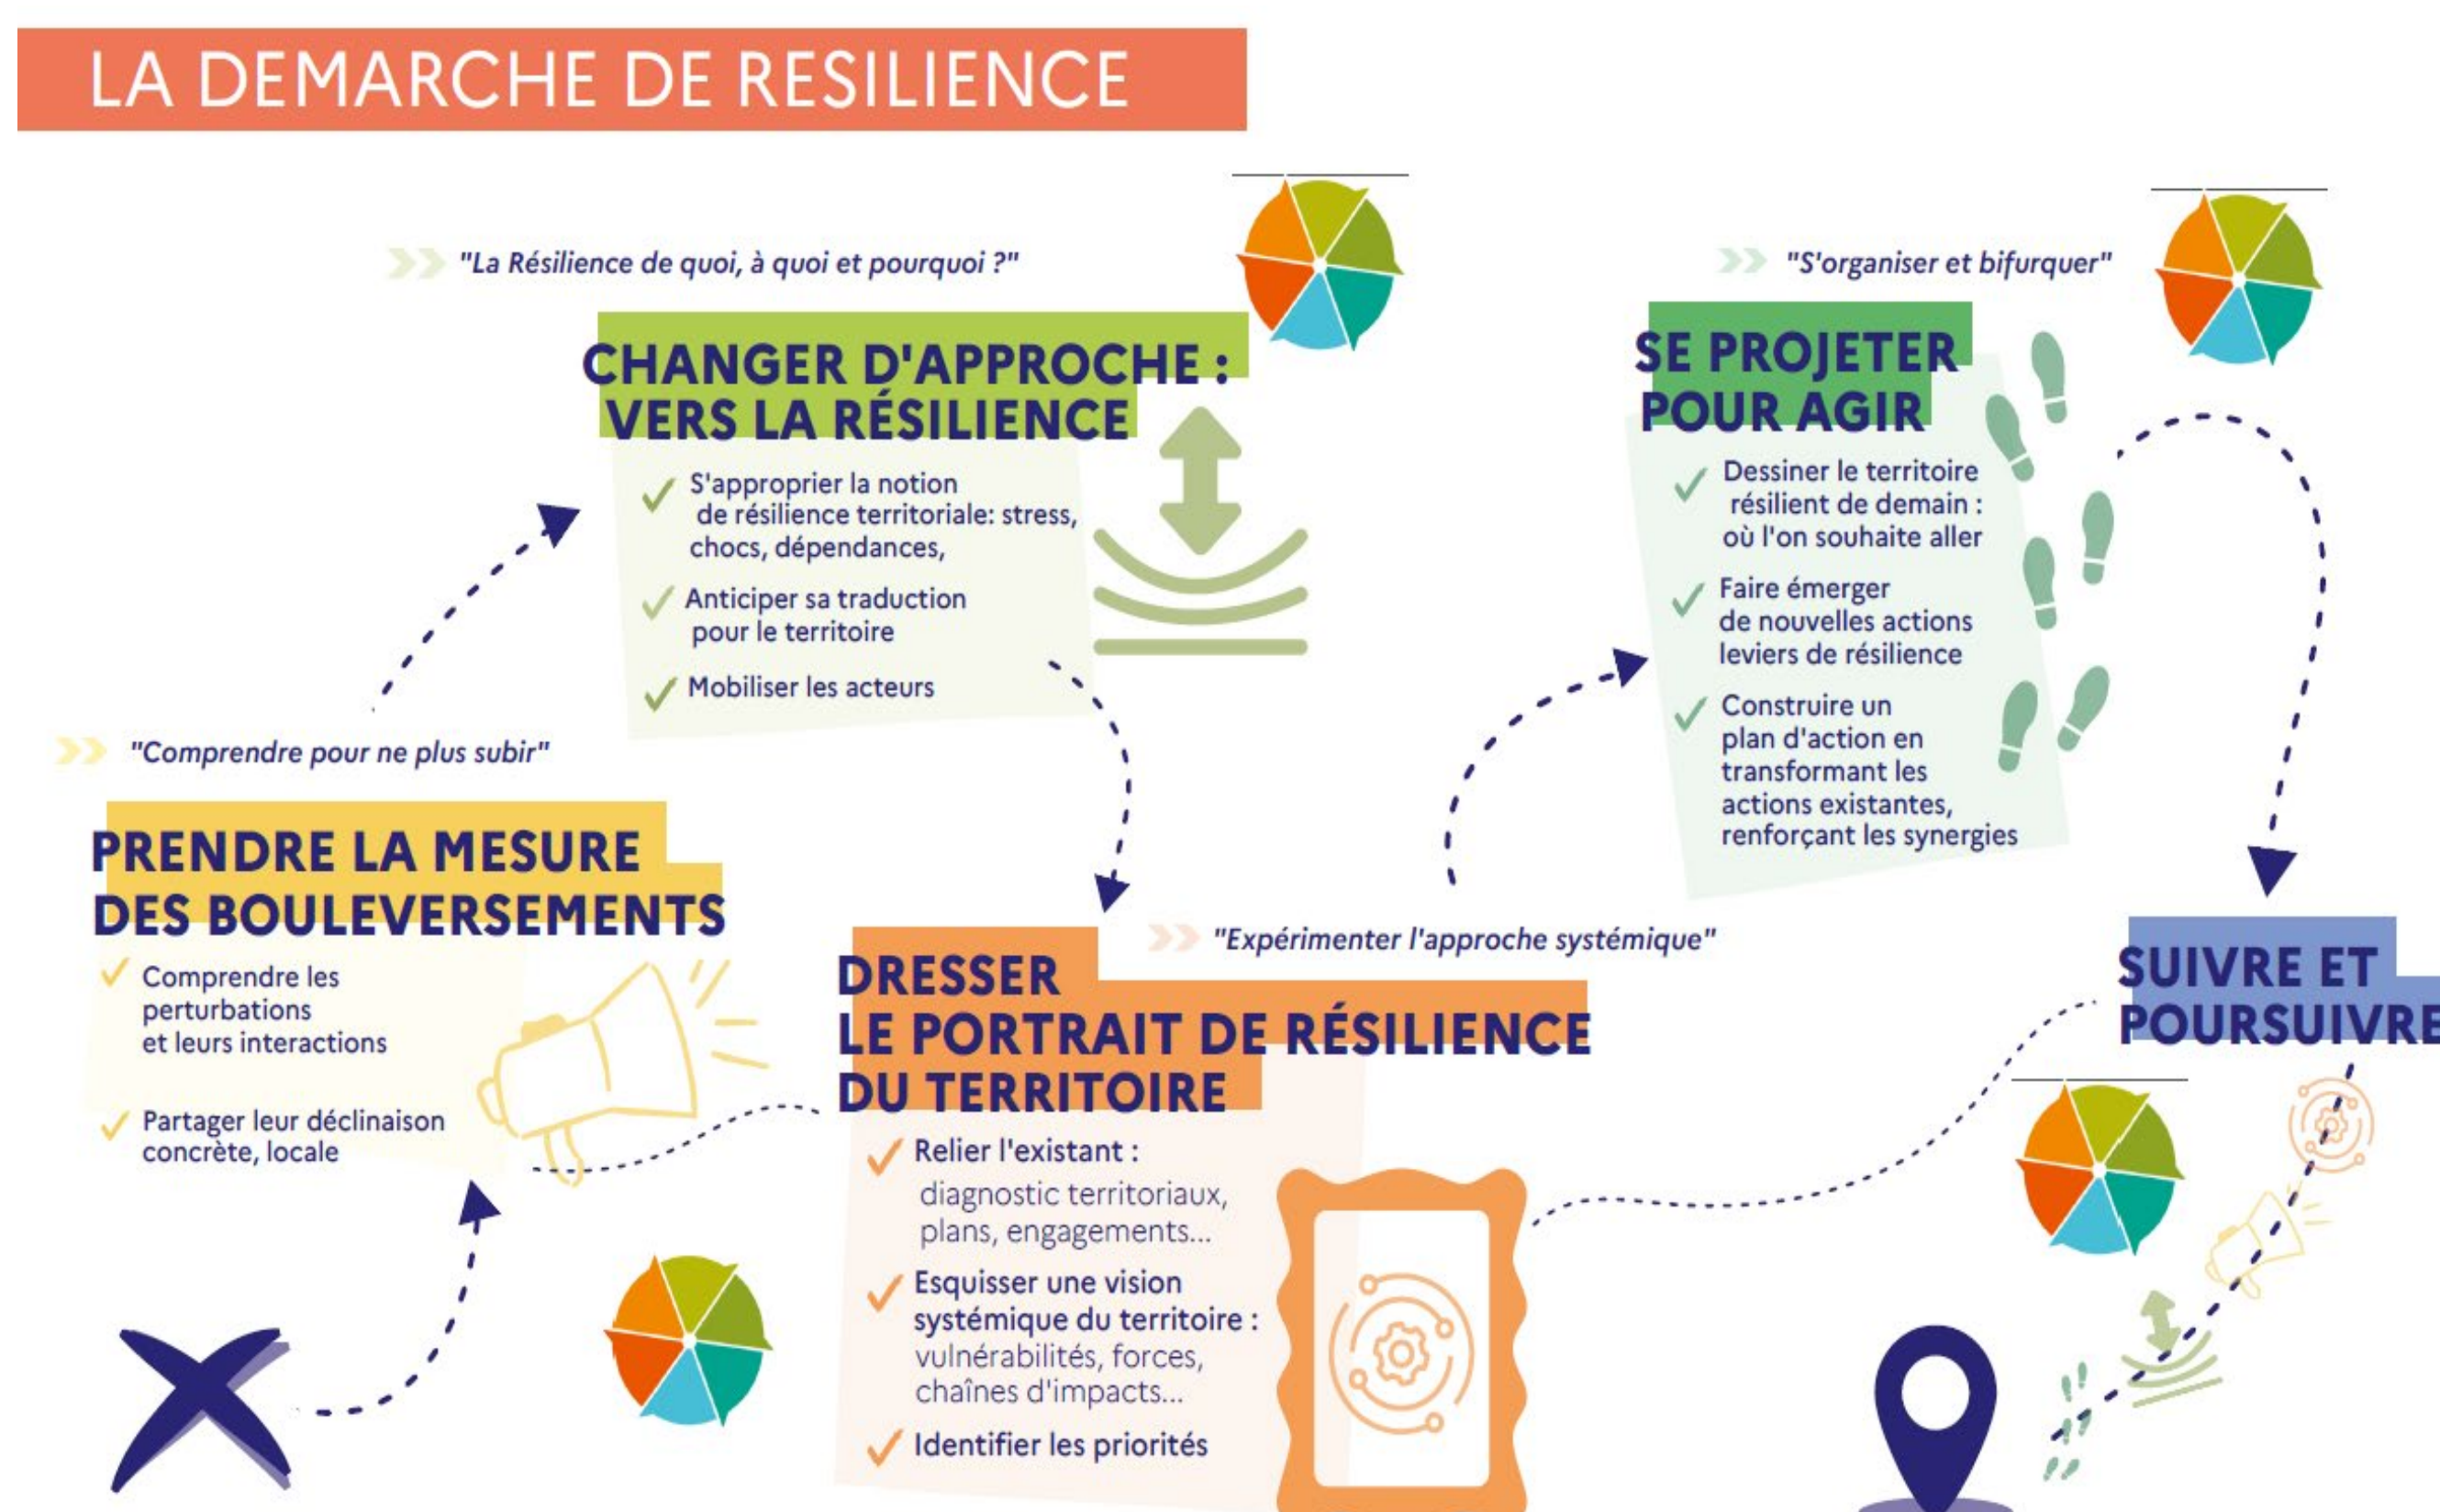 LA DEMARCHE DE RESILIENCE
"La Résilience de quoi, à quoi et pourquoi ?"
CHANGER D'APPROCHE :
VERS LA RÉSILIENCE
S'approprier la notion
de résilience territoriale: stress,
chocs, dépendances,
Anticiper sa traduction
pour le territoire
Mobiliser les acteurs
"S'organiser et bifurquer"
SE PROJETER
POUR AGIR
Dessiner le territoire
résilient de demain :
où l'on souhaite aller
Faire émerger
de nouvelles actions
leviers de résilience
Construire un
plan d'action en
transformant les
actions existantes,
renforçant les synergies
"Comprendre pour ne plus subir"
PRENDRE LA MESURE
DES BOULEVERSEMENTS
Comprendre les
perturbations
et leurs interactions
Partager leur déclinaison
concrète, locale
"Expérimenter l'approche systémique"
DRESSER
LE PORTRAIT DE RÉSILIENCE
DU TERRITOIRE
Relier l'existant :
diagnostic territoriaux,
plans, engagements...
Esquisser une vision
systémique du territoire :
vulnérabilités, forces,
chaînes d'impacts...
Identifier les priorités
SUIVRE ET
POURSUIVRE